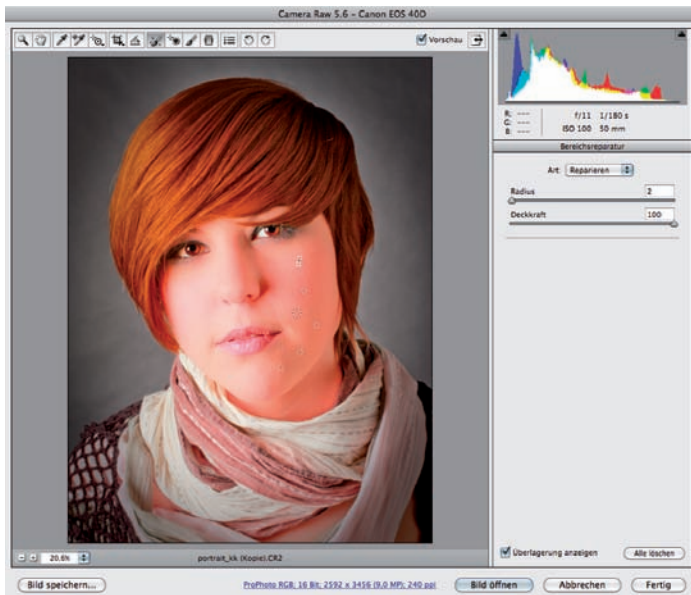 Camera Raw 5.6 – Canon EOS 40D
Vorschau
R: ---
G: ---
B: ---
f/11 1/180 s
ISO 100 50 mm
Bereichsreparatur
Art: Reparieren
Radius 2
Deckkraft 100
Überlagerung anzeigen
Alle löschen
20.6%
portrait_kk (Kopie).CR2
Bild speichern...
ProPhoto RGB; 16 Bit; 2592 x 3456 (9,0 MP); 240 ppi
Bild öffnen
Abbrechen
Fertig